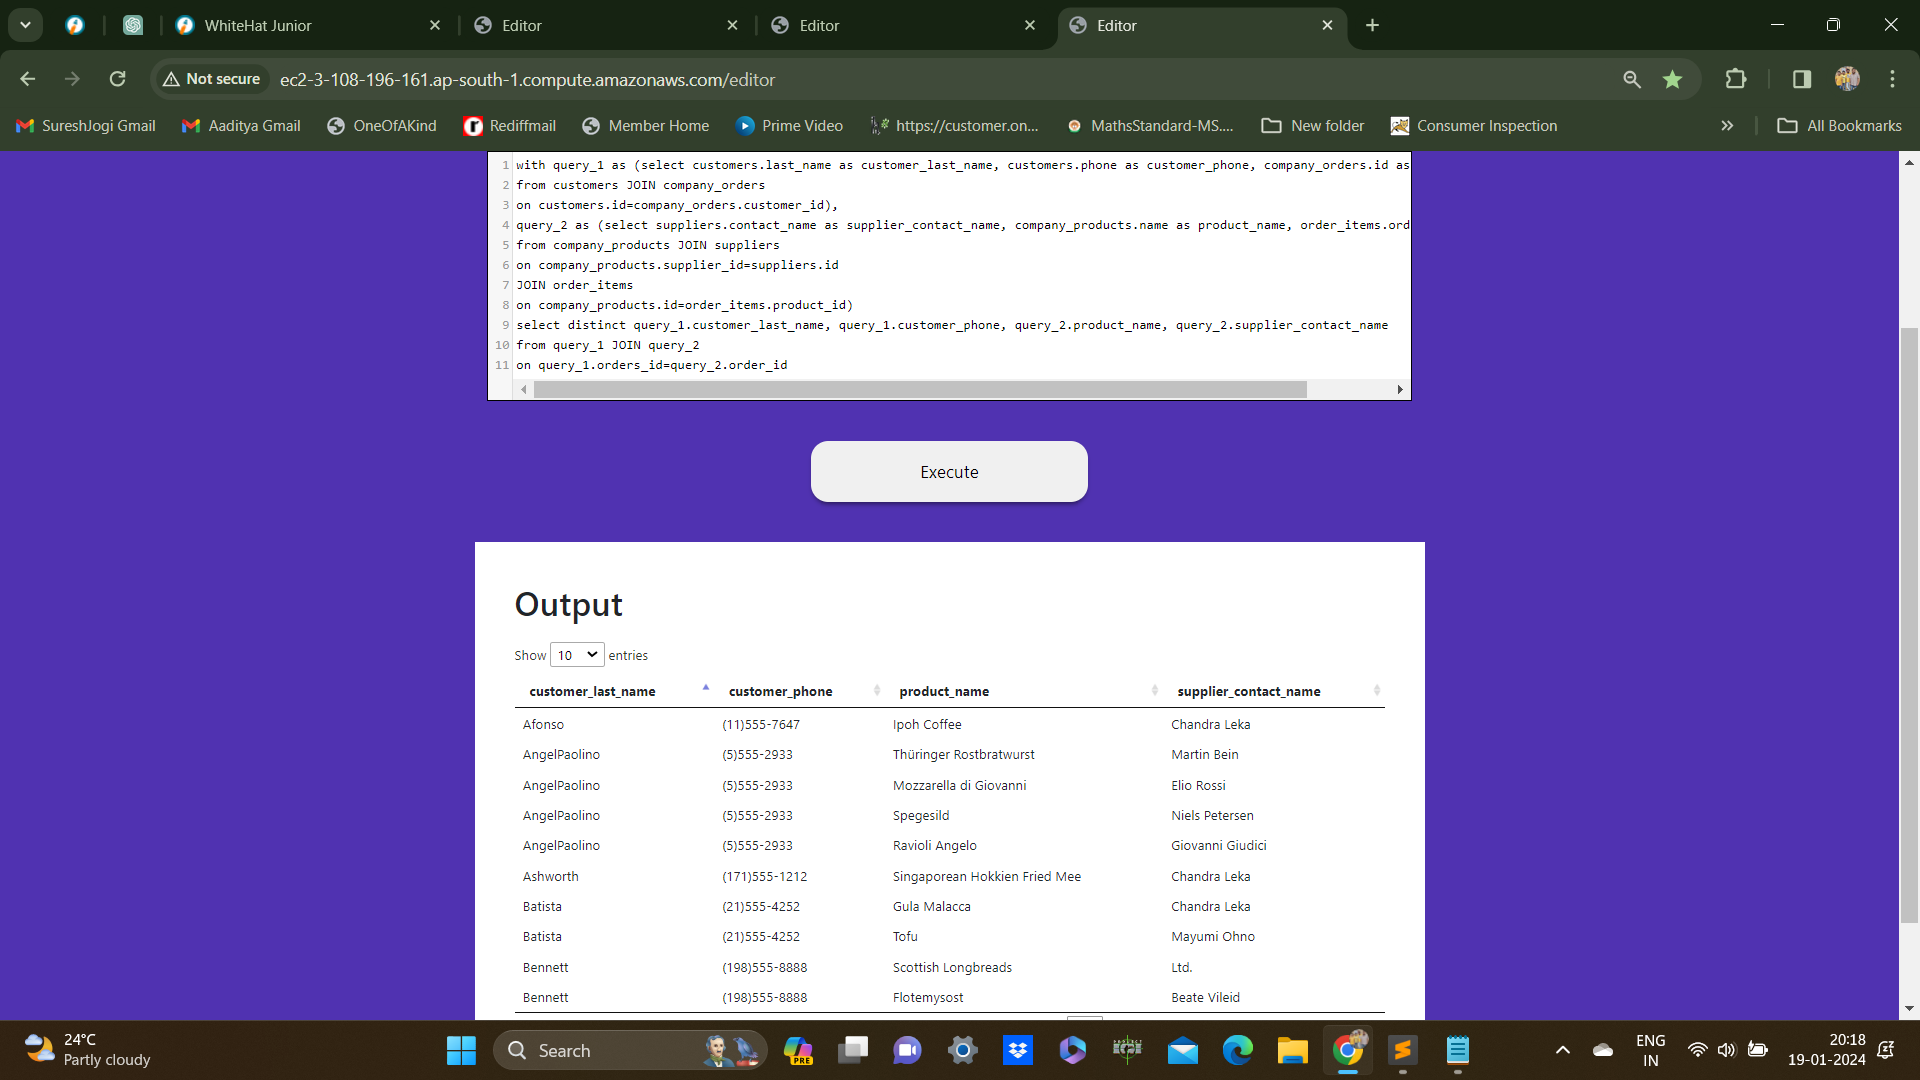 WhiteHat Junior
Editor
Editor
Editor
Not secure
ec2-3-108-196-161.ap-south-1.compute.amazonaws.com/editor
SureshJogi Gmail
Aaditya Gmail
OneOfAKind
Rediffmail
Member Home
Prime Video
https://customer.on...
MathsStandard-MS....
New folder
Consumer Inspection
All Bookmarks
1 with query_1 as (select customers.last_name as customer_last_name, customers.phone as customer_phone, company_orders.id as
2 from customers JOIN company_orders
3 on customers.id=company_orders.customer_id),
4 query_2 as (select suppliers.contact_name as supplier_contact_name, company_products.name as product_name, order_items.ord
5 from company_products JOIN suppliers
6 on company_products.supplier_id=suppliers.id
7 JOIN order_items
8 on company_products.id=order_items.product_id)
9 select distinct query_1.customer_last_name, query_1.customer_phone, query_2.product_name, query_2.supplier_contact_name
10 from query_1 JOIN query_2
11 on query_1.orders_id=query_2.order_id
Execute
Output
Show 10 entries
customer_last_name customer_phone product_name supplier_contact_name
Afonso (11)555-7647 Ipoh Coffee Chandra Leka
AngelPaolino (5)555-2933 Thüringer Rostbratwurst Martin Bein
AngelPaolino (5)555-2933 Mozzarella di Giovanni Elio Rossi
AngelPaolino (5)555-2933 Spegesild Niels Petersen
AngelPaolino (5)555-2933 Ravioli Angelo Giovanni Giudici
Ashworth (171)555-1212 Singaporean Hokkien Fried Mee Chandra Leka
Batista (21)555-4252 Gula Malacca Chandra Leka
Batista (21)555-4252 Tofu Mayumi Ohno
Bennett (198)555-8888 Scottish Longbreads Ltd.
Bennett (198)555-8888 Flotemysost Beate Vileid
24°C
Partly cloudy
Search
PRE
ENG
IN
20:18
19-01-2024